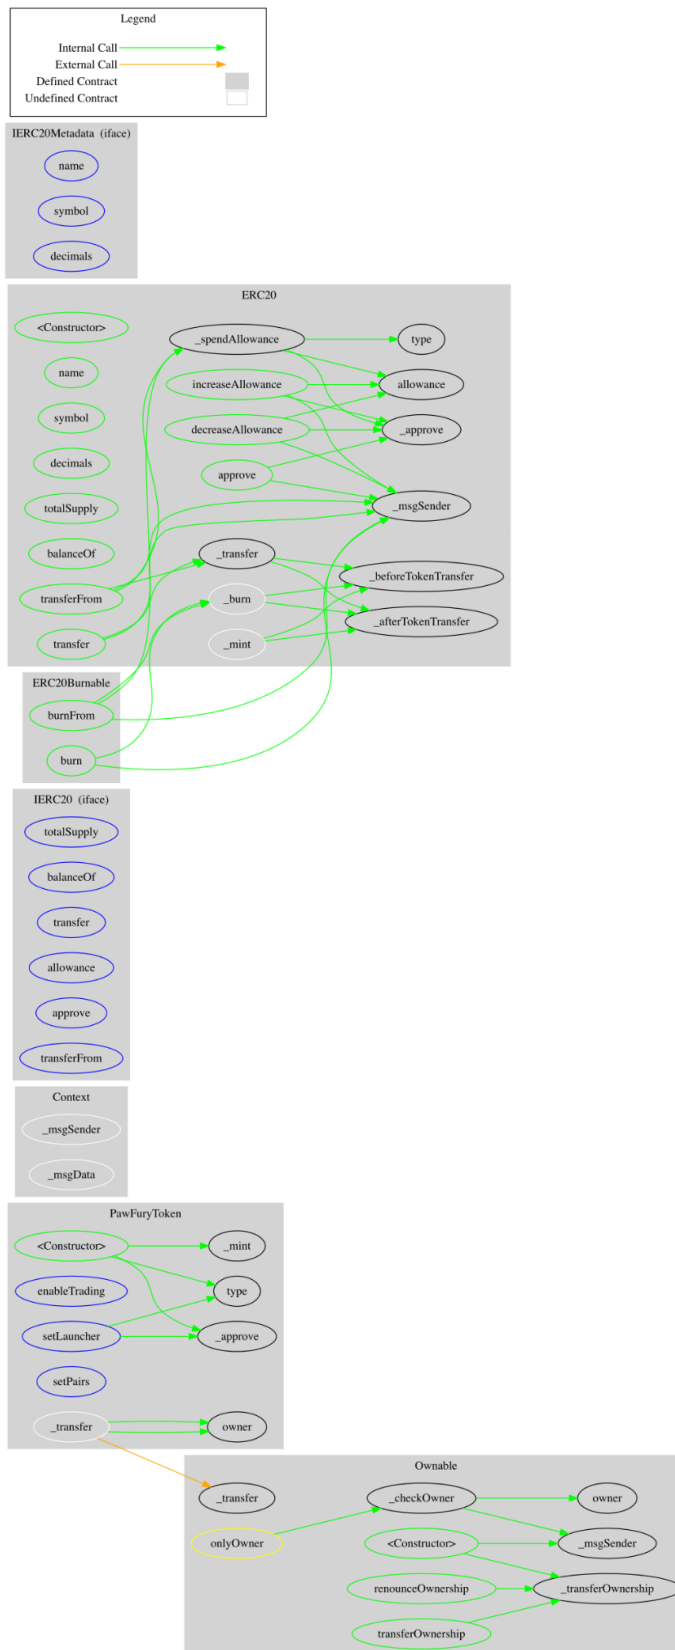 Legend
Internal Call
External Call
Defined Contract
Undefined Contract
IERC20Metadata (iface)
name
symbol
decimals
ERC20
<Constructor>
_spendAllowance
type
name
increaseAllowance
allowance
symbol
decreaseAllowance
_approve
decimals
approve
totalSupply
_msgSender
balanceOf
_transfer
_beforeTokenTransfer
transferFrom
_burn
_afterTokenTransfer
transfer
_mint
ERC20Burnable
burnFrom
burn
IERC20 (iface)
totalSupply
balanceOf
transfer
allowance
approve
transferFrom
Context
_msgSender
_msgData
PawFuryToken
<Constructor>
_mint
enableTrading
type
setLauncher
_approve
setPairs
_transfer
owner
Ownable
_transfer
_checkOwner
owner
onlyOwner
<Constructor>
_msgSender
renounceOwnership
_transferOwnership
transferOwnership